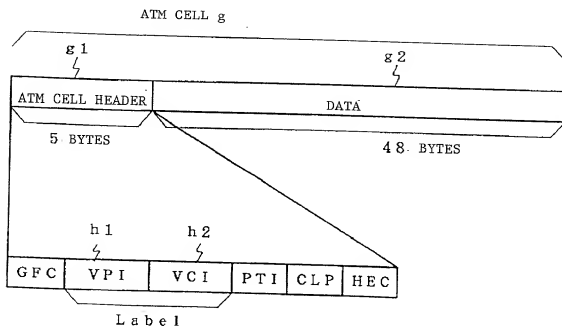 ATM CELL g
g1
g2
ATM CELL HEADER
DATA
5 BYTES
48 BYTES
h1
h2
GFC VPI VCI PTI CLP HEC
Label